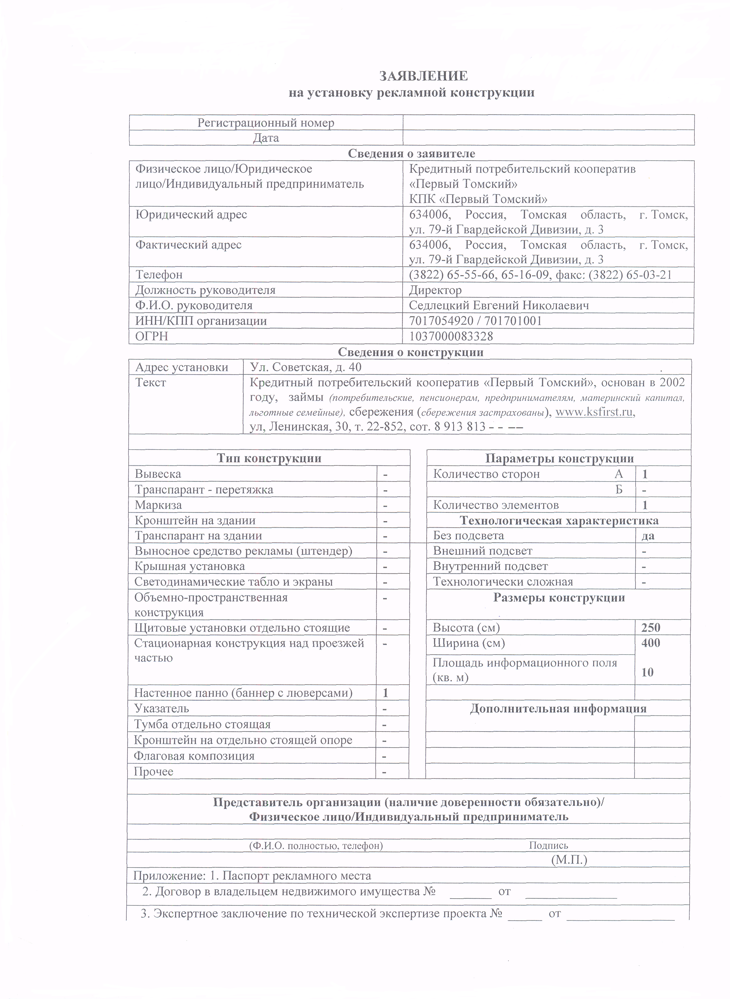 ЗАЯВЛЕНИЕ
на установку рекламной конструкции
Регистрационный номер
Дата
Сведения о заявителе
Физическое лицо/Юридическое лицо/Индивидуальный предприниматель
Кредитный потребительский кооператив
«Первый Томский»
КПК «Первый Томский»
Юридический адрес
634006, Россия, Томская область, г. Томск,
ул. 79-й Гвардейской Дивизии, д. 3
Фактический адрес
634006, Россия, Томская область, г. Томск,
ул. 79-й Гвардейской Дивизии, д. 3
Телефон (3822) 65-55-66, 65-16-09, факс: (3822) 65-03-21
Должность руководителя Директор
Ф.И.О. руководителя Седлецкий Евгений Николаевич
ИНН/КПП организации 7017054920 / 701701001
ОГРН 1037000083328
Сведения о конструкции
Адрес установки Ул. Советская, д. 40
Текст Кредитный потребительский кооператив «Первый Томский», основан в 2002
году, займы (потребительские, пенсионерам, предпринимателям, материнский капитал,
льготные семейные), сбережения (сбережения застрахованы), www.ksfirst.ru,
ул, Ленинская, 30, т. 22-852, сот. 8 913 813 - - --
Тип конструкции
Вывеска -
Транспарант - перетяжка -
Маркиза -
Кронштейн на здании -
Транспарант на здании -
Выносное средство рекламы (штендер) -
Крышная установка -
Светодинамические табло и экраны -
Объемно-пространственная -
конструкция
Щитовые установки отдельно стоящие -
Стационарная конструкция над проезжей -
частью
Настенное панно (баннер с люверсами) 1
Указатель -
Тумба отдельно стоящая -
Кронштейн на отдельно стоящей опоре -
Флаговая композиция -
Прочее -
Параметры конструкции
Количество сторон А 1
Б -
Количество элементов 1
Технологическая характеристика
Без подсвета да
Внешний подсвет -
Внутренний подсвет -
Технологически сложная -
Размеры конструкции
Высота (см) 250
Ширина (см) 400
Площадь информационного поля
(кв. м) 10
Дополнительная информация
Представитель организации (наличие доверенности обязательно)/
Физическое лицо/Индивидуальный предприниматель
(Ф.И.О. полностью, телефон) Подпись
(М.П.)
Приложение: 1. Паспорт рекламного места
2. Договор в владельцем недвижимого имущества № ______ от ______________
3. Экспертное заключение по технической экспертизе проекта № _____ от ________________